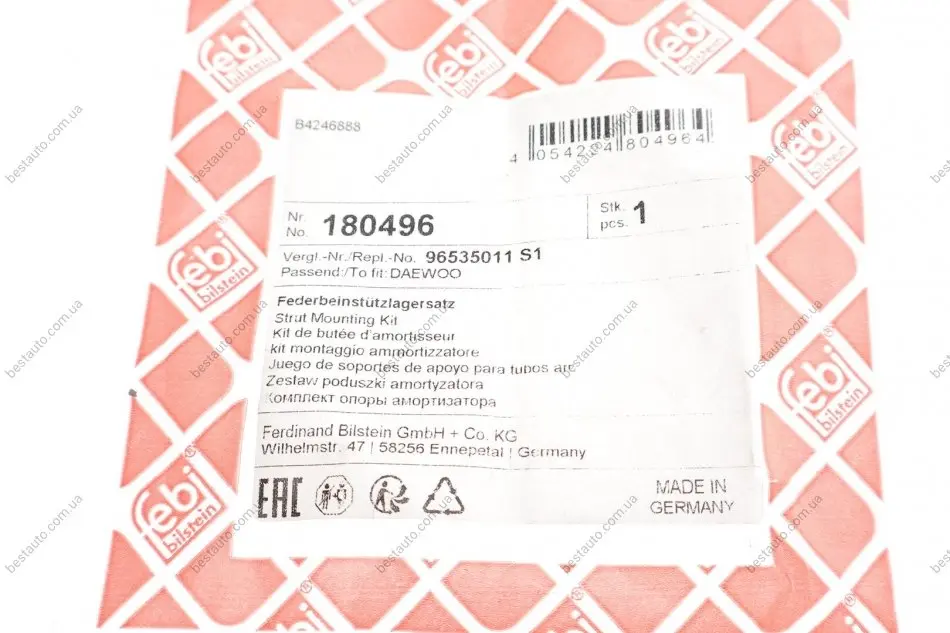 B4246888
4 054224 804964
Nr.
No. 180496
Stk.
pcs. 1
Vergl.-Nr./Repl.-No. 96535011 S1
Passend:/To fit: DAEWOO
Federbeinstützlagersatz
Strut Mounting Kit
Kit de butée d'amortisseur
kit montaggio ammortizzatore
Juego de soportes de apoyo para tubos
Zestaw poduszki amortyzatora
Комплект опоры амортизатора
Ferdinand Bilstein GmbH + Co. KG
Wilhelmstr. 47 | 58256 Ennepetal | Germany
EAC
MADE IN
GERMANY
febi
bilstein
bestauto.com.ua